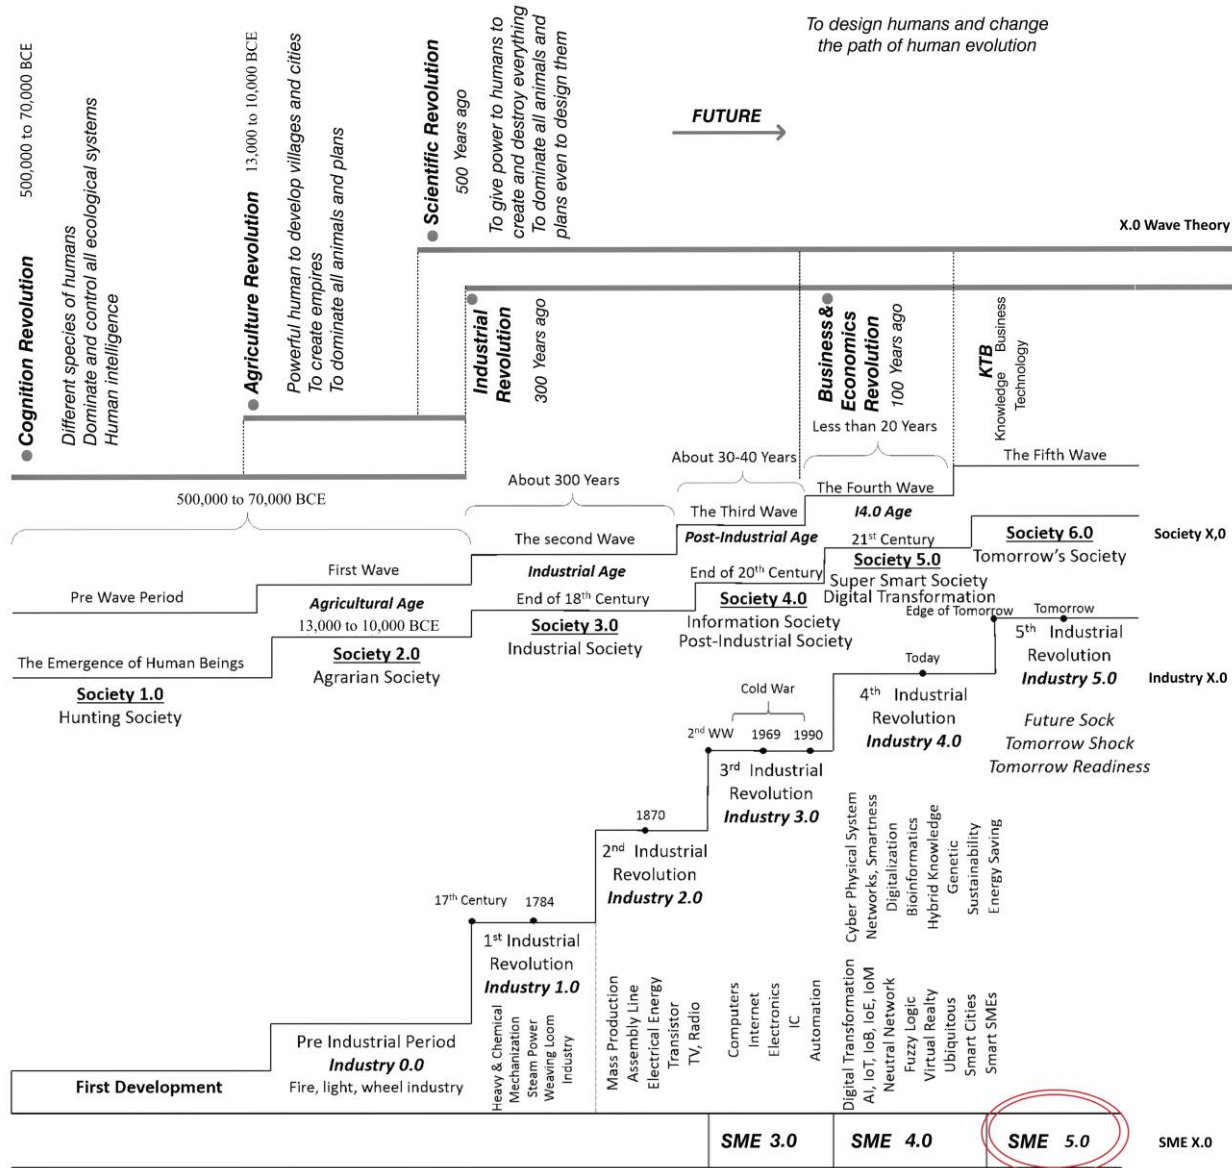 Cognition Revolution
500,000 to 70,000 BCE
Different species of humans
Dominate and control all ecological systems
Human intelligence
Agriculture Revolution
13,000 to 10,000 BCE
Powerful human to develop villages and cities
To create empires
To dominate all animals and plans
Scientific Revolution
500 Years ago
To give power to humans to
create and destroy everything
To dominate all animals and
plans even to design them
To design humans and change
the path of human evolution
FUTURE
X.0 Wave Theory
Industrial
Revolution
300 Years ago
Business &
Economics
Revolution
100 Years ago
KTB
Knowledge Business
Technology
500,000 to 70,000 BCE
About 300 Years
About 30-40 Years
Less than 20 Years
Pre Wave Period
First Wave
Agricultural Age
The second Wave
Industrial Age
The Third Wave
Post-Industrial Age
The Fourth Wave
I4.0 Age
The Fifth Wave
The Emergence of Human Beings
Society 1.0
Hunting Society
13,000 to 10,000 BCE
Society 2.0
Agrarian Society
End of 18th Century
Society 3.0
Industrial Society
End of 20th Century
Society 4.0
Information Society
Post-Industrial Society
21st Century
Society 5.0
Super Smart Society
Digital Transformation
Society 6.0
Tomorrow's Society
Society X,0
First Development
Pre Industrial Period
Industry 0.0
Fire, light, wheel industry
17th Century
1784
1st Industrial
Revolution
Industry 1.0
Heavy & Chemical
Mechanization
Steam Power
Weaving Loom
Industry
1870
2nd Industrial
Revolution
Industry 2.0
Mass Production
Assembly Line
Electrical Energy
Transistor
TV, Radio
Cold War
2nd WW
1969
1990
3rd Industrial
Revolution
Industry 3.0
Computers
Internet
Electronics
IC
Automation
Today
4th Industrial
Revolution
Industry 4.0
Cyber Physical System
Networks, Smartness
Digitalization
Bioinformatics
Hybrid Knowledge
Genetic
Sustainability
Energy Saving
Digital Transformation
AI, IoT, IoB, IoE, IoM
Neutral Network
Fuzzy Logic
Virtual Realty
Ubiquitous
Smart Cities
Smart SMEs
Edge of Tomorrow
Tomorrow
5th Industrial
Revolution
Industry 5.0
Industry X.0
Future Sock
Tomorrow Shock
Tomorrow Readiness
SME 3.0
SME 4.0
SME 5.0
SME X.0